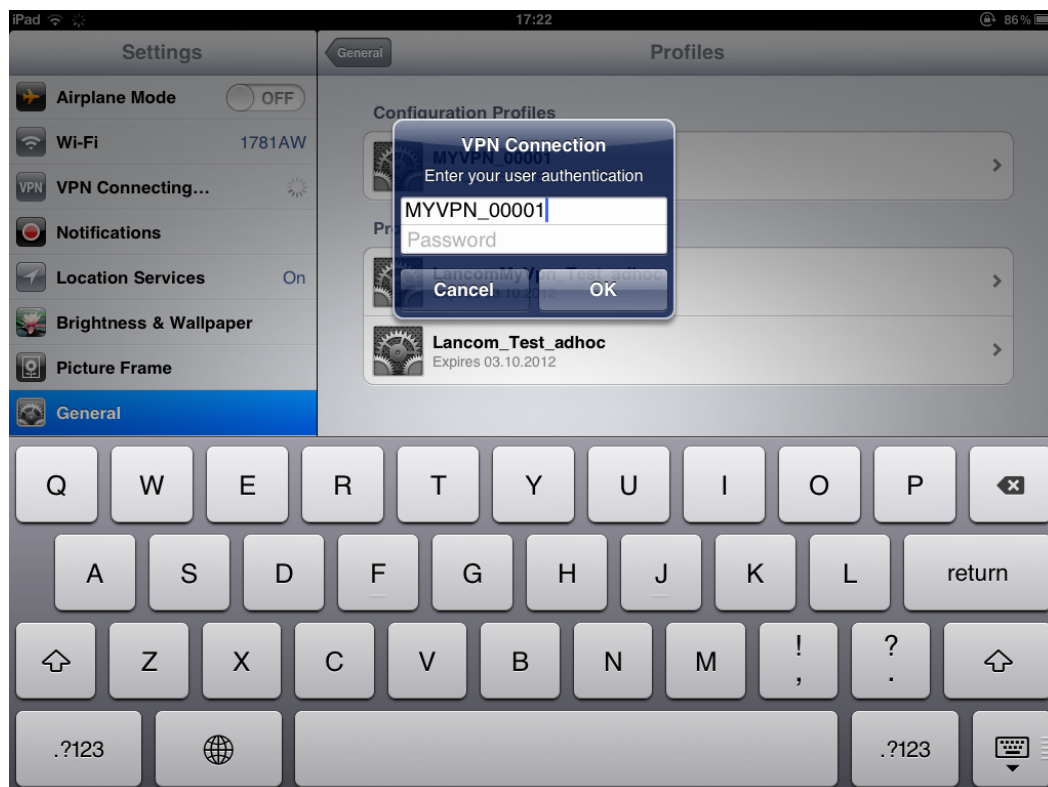 iPad 17:22 86%
Settings
General Profiles
Airplane Mode OFF
Wi-Fi 1781AW
VPN VPN Connecting...
Notifications
Location Services On
Brightness & Wallpaper
Picture Frame
General
Configuration Profiles
MYVPN_00001
VPN Connection
Enter your user authentication
MYVPN_00001
Password
Cancel OK
LancomMyVpn_Test_adhoc
Lancom_Test_adhoc
Expires 03.10.2012
Q W E R T Y U I O P
A S D F G H J K L return
Z X C V B N M ! , ? .
.?123 .?123